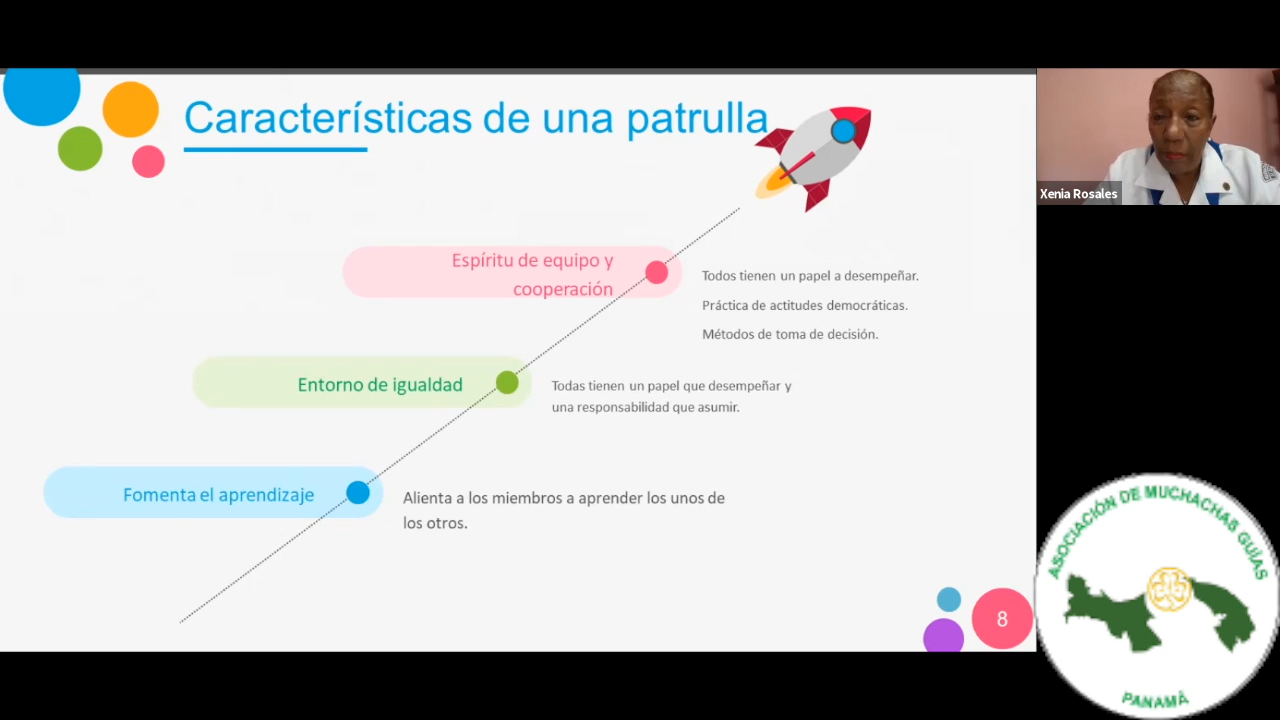 Características de una patrulla
Espíritu de equipo y
cooperación
Todos tienen un papel a desempeñar.
Práctica de actitudes democráticas.
Métodos de toma de decisión.
Entorno de igualdad
Todas tienen un papel que desempeñar y
una responsabilidad que asumir.
Fomenta el aprendizaje
Alienta a los miembros a aprender los unos de
los otros.
8
Xenia Rosales
ASOCIACIÓN DE MUCHACHAS GUÍAS
PANAMÁ